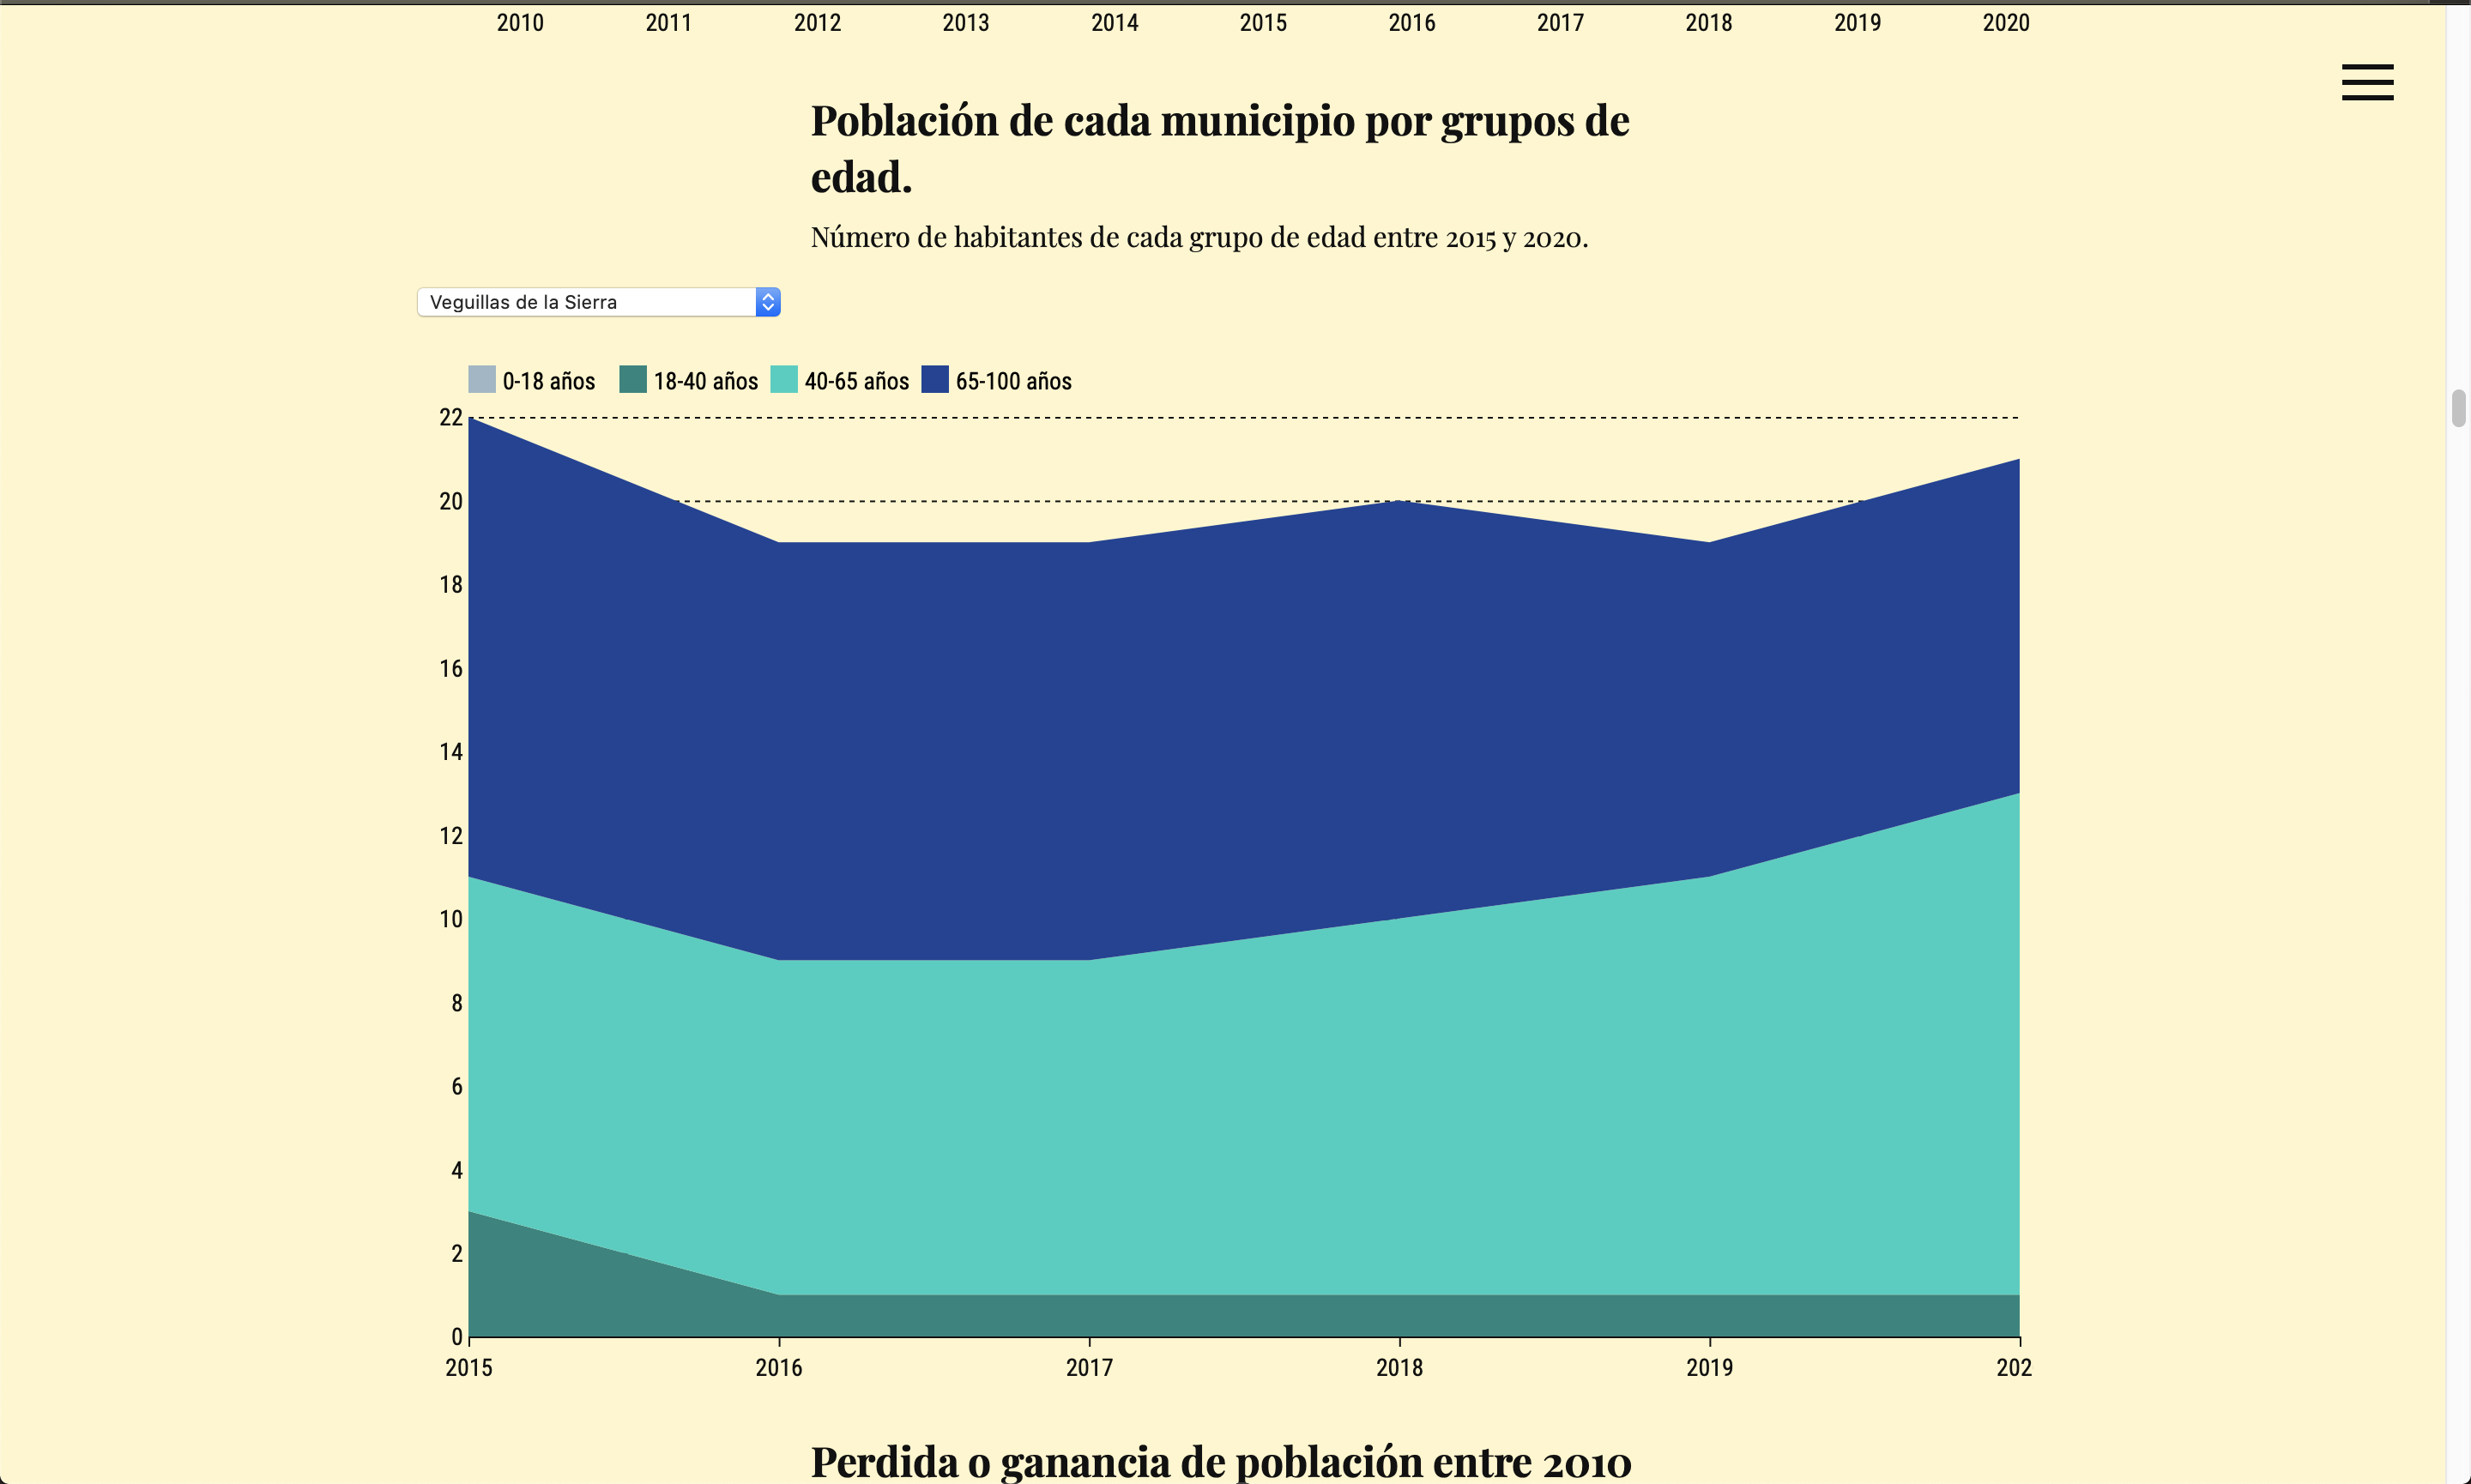 2010 2011 2012 2013 2014 2015 2016 2017 2018 2019 2020
Población de cada municipio por grupos de
edad.
Número de habitantes de cada grupo de edad entre 2015 y 2020.
Veguillas de la Sierra
0-18 años 18-40 años 40-65 años 65-100 años
22
20
18
16
14
12
10
8
6
4
2
0
2015 2016 2017 2018 2019 202
Perdida o ganancia de población entre 2010